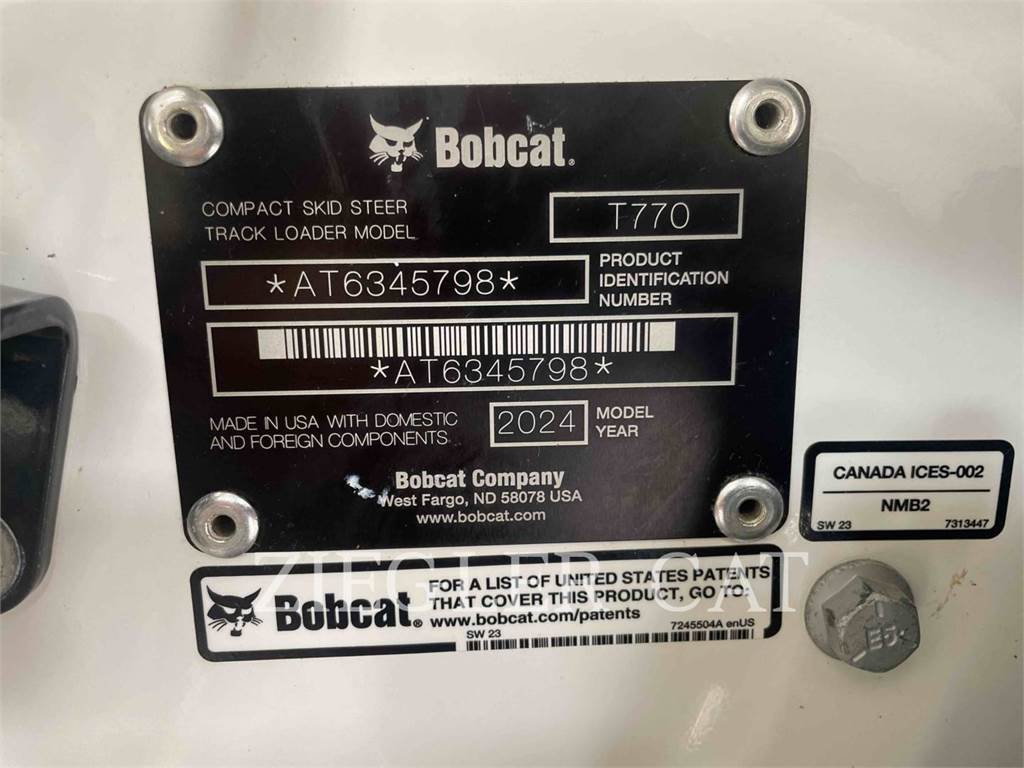 Bobcat.
COMPACT SKID STEER
TRACK LOADER MODEL
T770
*AT6345798*
PRODUCT
IDENTIFICATION
NUMBER
*AT6345798*
MADE IN USA WITH DOMESTIC
AND FOREIGN COMPONENTS
2024
MODEL
YEAR
Bobcat Company
West Fargo, ND 58078 USA
www.bobcat.com
CANADA ICES-002
NMB2
SW 23 7313447
ZIEGLER CAT
Bobcat.
FOR A LIST OF UNITED STATES PATENTS
THAT COVER THIS PRODUCT, GO TO:
www.bobcat.com/patents
SW 23
7245504A enUS